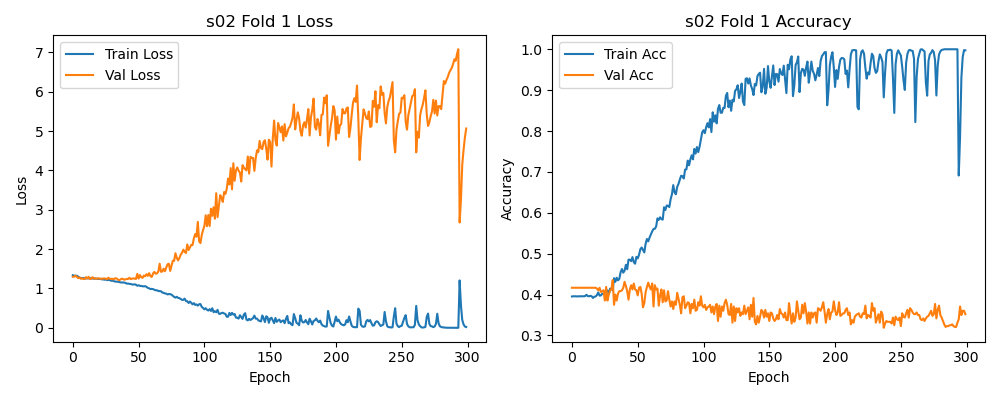 s02 Fold 1 Loss
Train Loss
Val Loss
7
6
5
4
3
2
1
0
Loss
0 50 100 150 200 250 300
Epoch
s02 Fold 1 Accuracy
Train Acc
Val Acc
1.0
0.9
0.8
0.7
0.6
0.5
0.4
0.3
Accuracy
0 50 100 150 200 250 300
Epoch